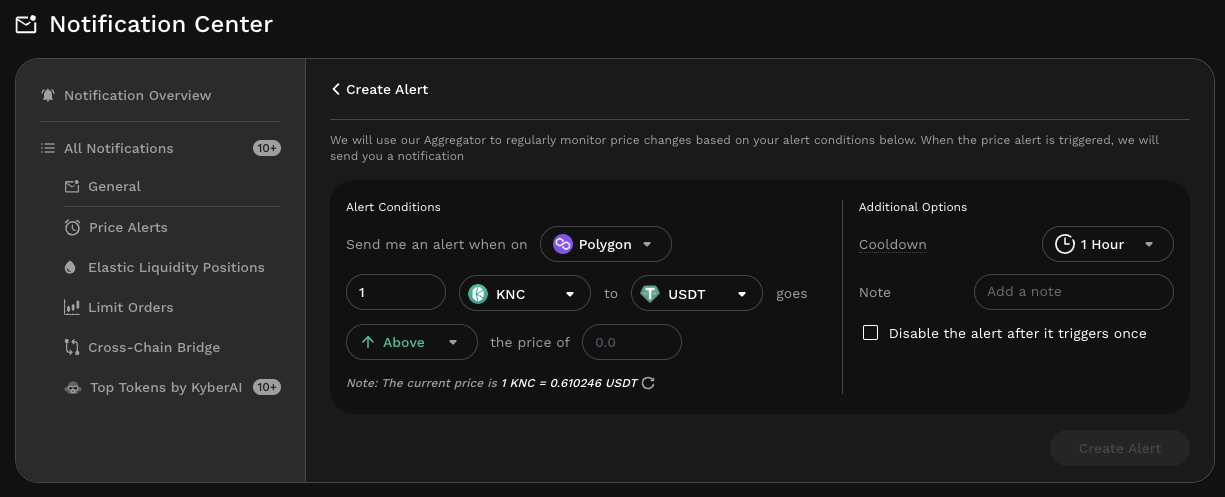 Notification Center
Notification Overview
All Notifications 10+
General
Price Alerts
Elastic Liquidity Positions
Limit Orders
Cross-Chain Bridge
Top Tokens by KyberAI 10+
Create Alert
We will use our Aggregator to regularly monitor price changes based on your alert conditions below. When the price alert is triggered, we will
send you a notification
Alert Conditions
Send me an alert when on Polygon
1 KNC to USDT goes
Above the price of 0.0
Note: The current price is 1 KNC = 0.610246 USDT
Additional Options
Cooldown 1 Hour
Note Add a note
Disable the alert after it triggers once
Create Alert